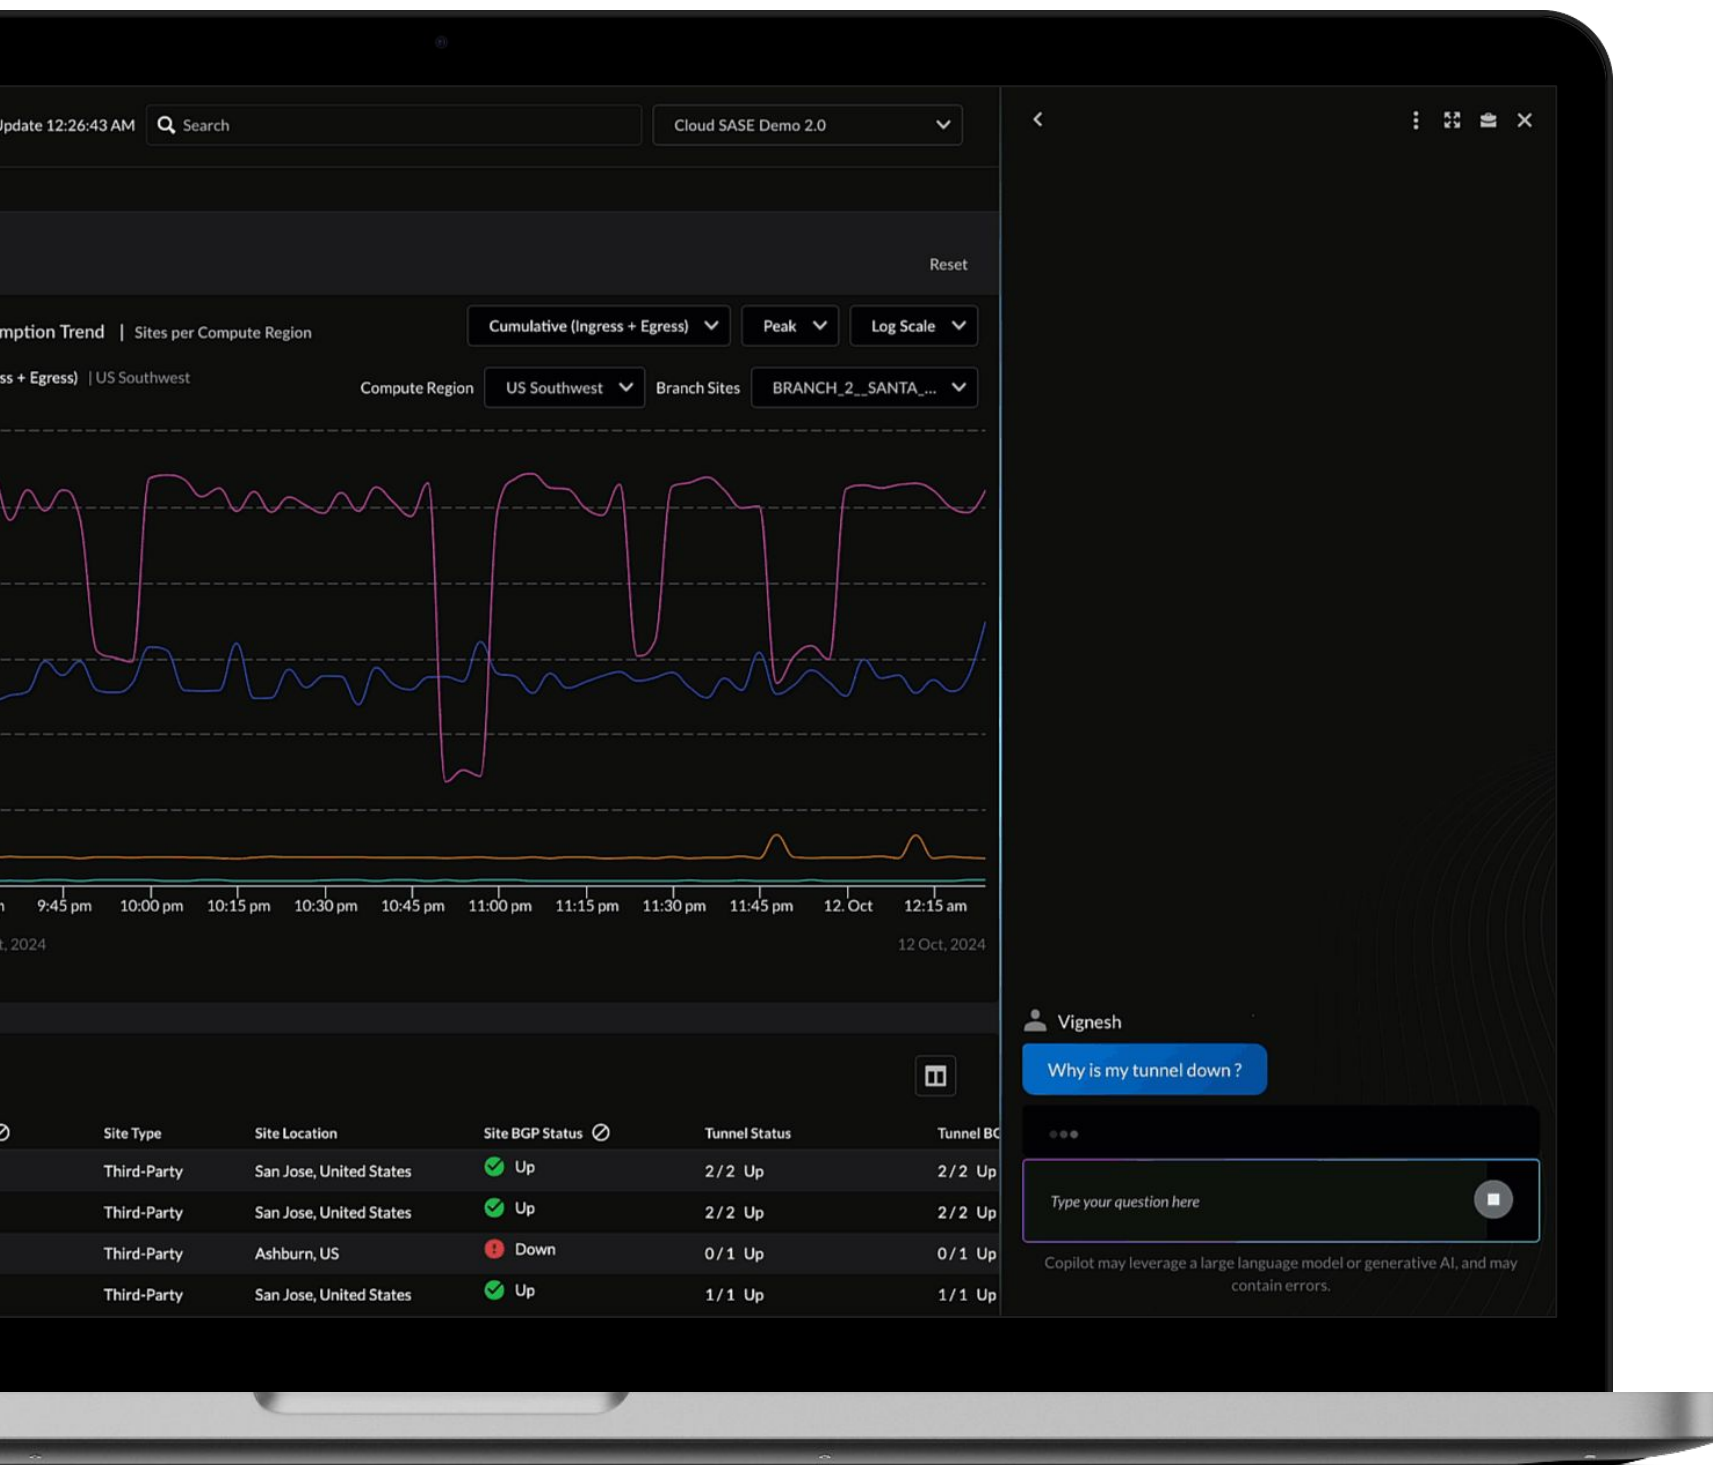 Update 12:26:43 AM
Search
Cloud SASE Demo 2.0
Reset
mption Trend | Sites per Compute Region
Cumulative (Ingress + Egress)
Peak
Log Scale
ss + Egress) | US Southwest
Compute Region
US Southwest
Branch Sites
BRANCH_2__SANTA_...
9:45 pm 10:00 pm 10:15 pm 10:30 pm 10:45 pm 11:00 pm 11:15 pm 11:30 pm 11:45 pm 12. Oct 12:15 am
t, 2024
12 Oct, 2024
Site Type Site Location Site BGP Status Tunnel Status Tunnel BG
Third-Party San Jose, United States Up 2/2 Up 2/2 Up
Third-Party San Jose, United States Up 2/2 Up 2/2 Up
Third-Party Ashburn, US Down 0/1 Up 0/1 Up
Third-Party San Jose, United States Up 1/1 Up 1/1 Up
Vignesh
Why is my tunnel down ?
Type your question here
Copilot may leverage a large language model or generative AI, and may
contain errors.